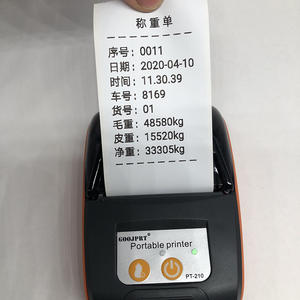 称重单
序号：0011
日期：2020-04-10
时间：11.30.39
车号：8169
货号：01
毛重：48580kg
皮重：15520kg
净重：33305kg
GOOJPRT
Portable printer
PT-210